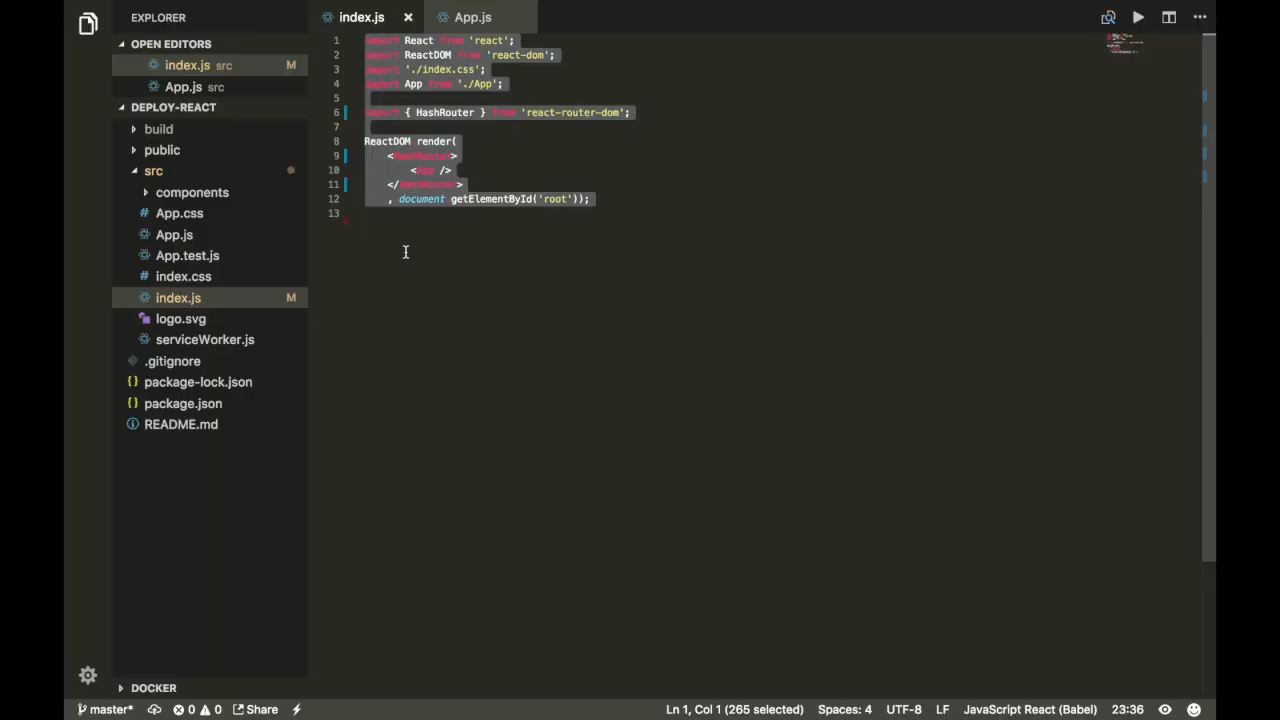 EXPLORER
OPEN EDITORS
index.js src M
App.js src
DEPLOY-REACT
build
public
src
components
# App.css
App.js
App.test.js
# index.css
index.js M
logo.svg
serviceWorker.js
.gitignore
{} package-lock.json
{} package.json
README.md
DOCKER
index.js ×
App.js
1 import React from 'react';
2 import ReactDOM from 'react-dom';
3 import './index.css';
4 import App from './App';
5
6 import { HashRouter } from 'react-router-dom';
7
8 ReactDOM.render(
9 <HashRouter>
10 <App />
11 </HashRouter>
12 , document.getElementById('root'));
13
master* 0 0 Share
Ln 1, Col 1 (265 selected) Spaces: 4 UTF-8 LF JavaScript React (Babel) 23:36